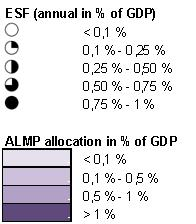 ESF (annual in % of GDP)
< 0,1 %
0,1 % - 0,25 %
0,25 % - 0,50 %
0,50 % - 0,75 %
0,75 % - 1 %
ALMP allocation in % of GDP
<0,1 %
0,1 % - 0,5 %
0,5 % - 1 %
> 1 %